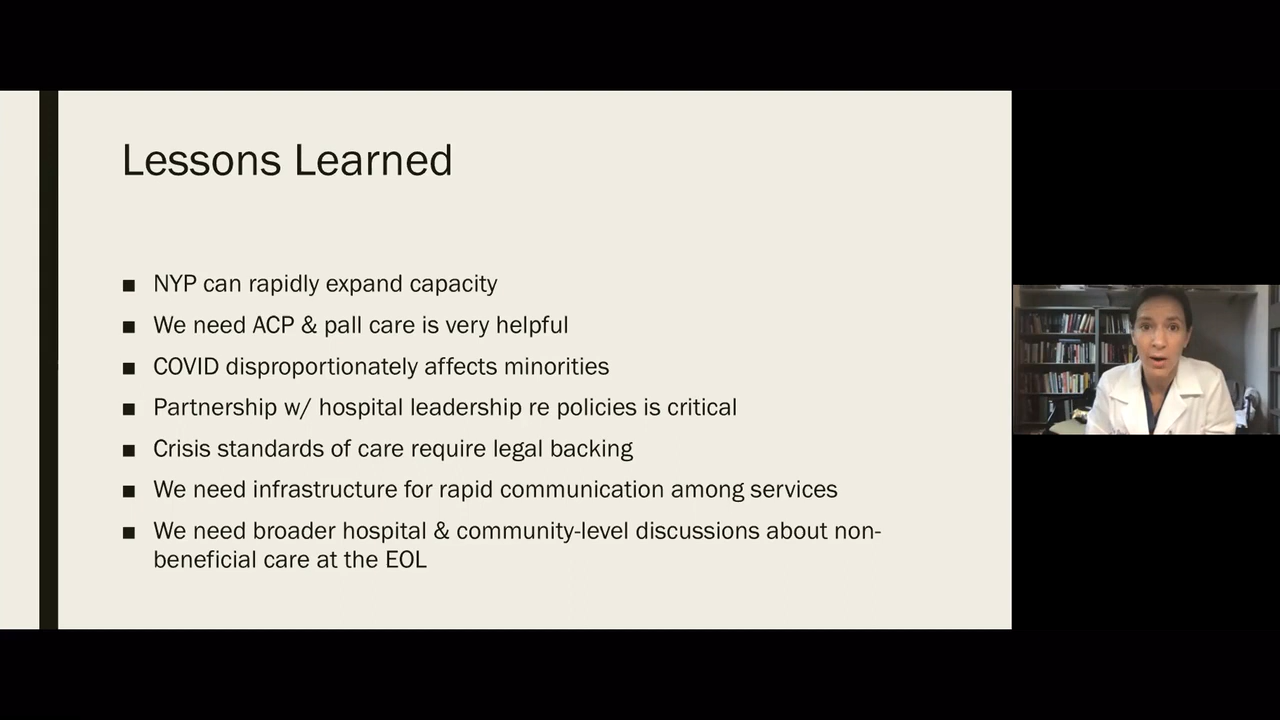 Lessons Learned
■ NYP can rapidly expand capacity
■ We need ACP & pall care is very helpful
■ COVID disproportionately affects minorities
■ Partnership w/ hospital leadership re policies is critical
■ Crisis standards of care require legal backing
■ We need infrastructure for rapid communication among services
■ We need broader hospital & community-level discussions about non-
beneficial care at the EOL